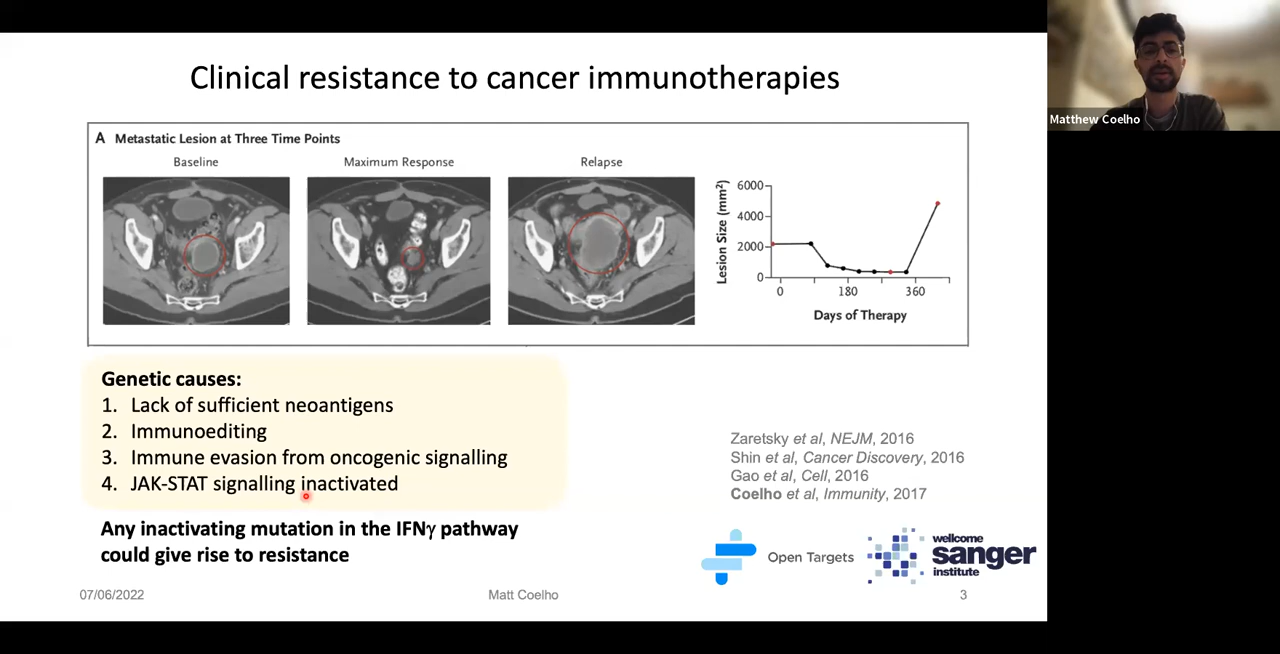 Clinical resistance to cancer immunotherapies
Matthew Coelho
A Metastatic Lesion at Three Time Points
Baseline
Maximum Response
Relapse
Lesion Size (mm²)
6000
4000
2000
0
0 180 360
Days of Therapy
Genetic causes:
1. Lack of sufficient neoantigens
2. Immunoediting
3. Immune evasion from oncogenic signalling
4. JAK-STAT signalling inactivated
Any inactivating mutation in the IFNγ pathway
could give rise to resistance
Zaretsky et al, NEJM, 2016
Shin et al, Cancer Discovery, 2016
Gao et al, Cell, 2016
Coelho et al, Immunity, 2017
Open Targets
wellcome
sanger
institute
07/06/2022
Matt Coelho
3